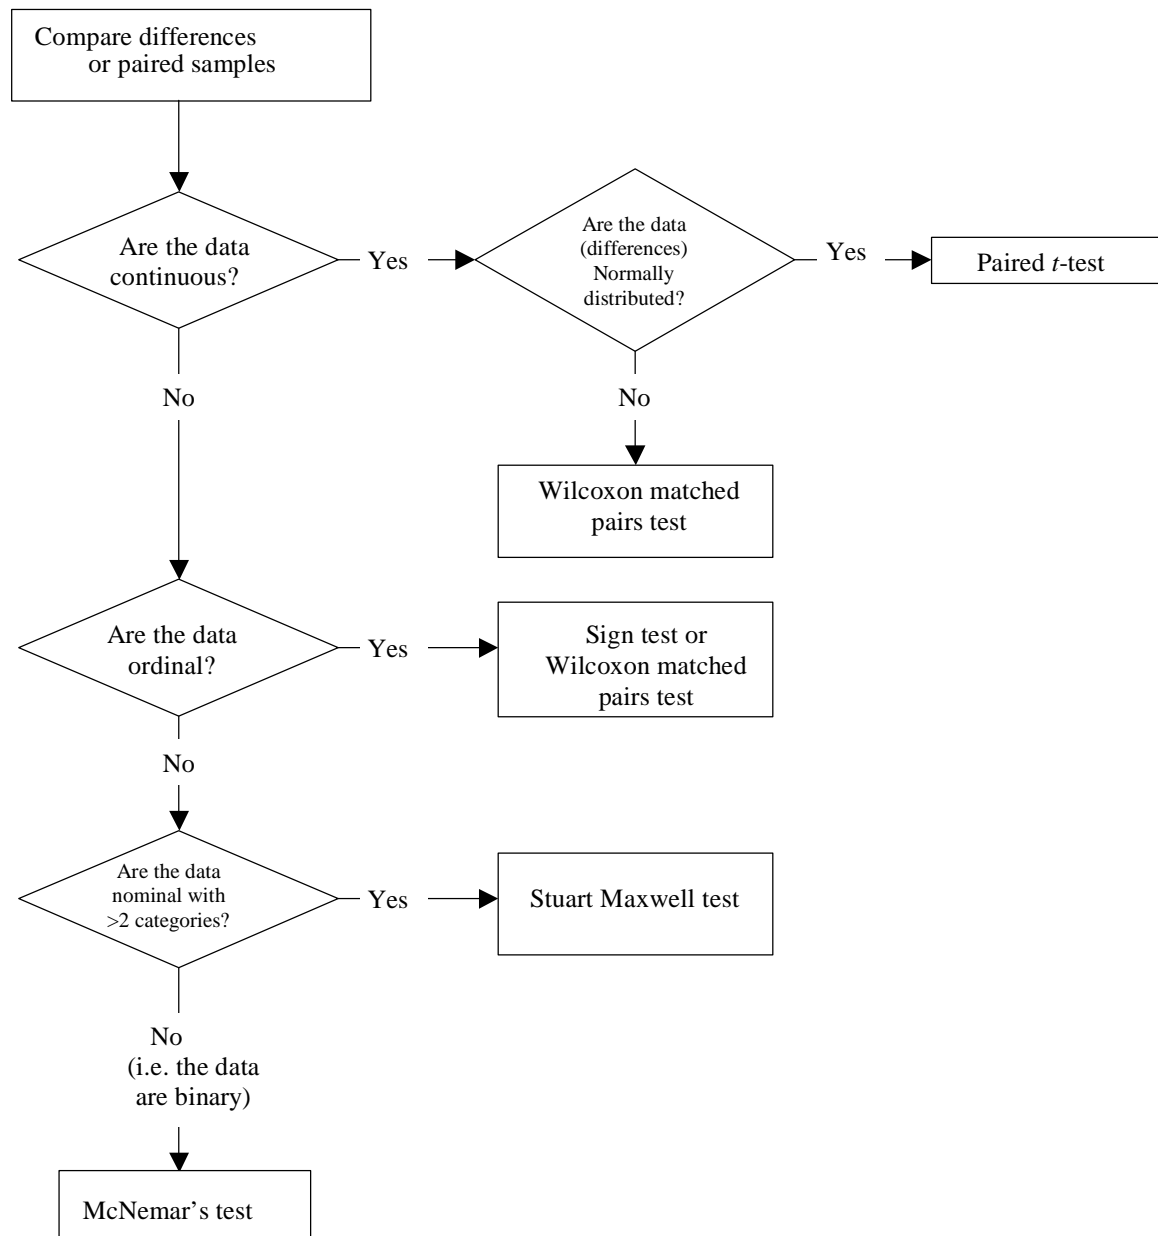 Compare differences
or paired samples
Are the data
continuous?
Yes
Are the data
(differences)
Normally
distributed?
Yes
Paired t-test
No
No
Wilcoxon matched
pairs test
Are the data
ordinal?
Yes
Sign test or
Wilcoxon matched
pairs test
No
Are the data
nominal with
>2 categories?
Yes
Stuart Maxwell test
No
(i.e. the data
are binary)
McNemar’s test